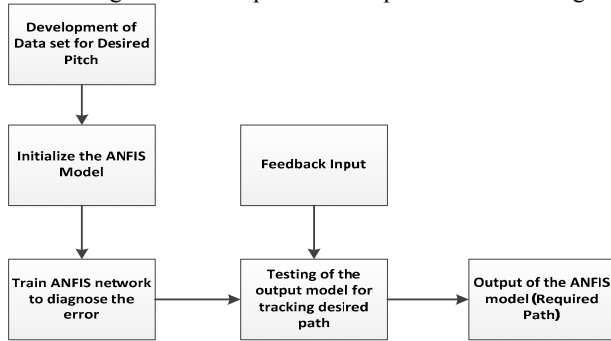 Development of
Data set for Desired
Pitch
Initialize the ANFIS
Model
Feedback Input
Train ANFIS network
to diagnose the
error
Testing of the
output model for
tracking desired
path
Output of the ANFIS
model (Required
Path)